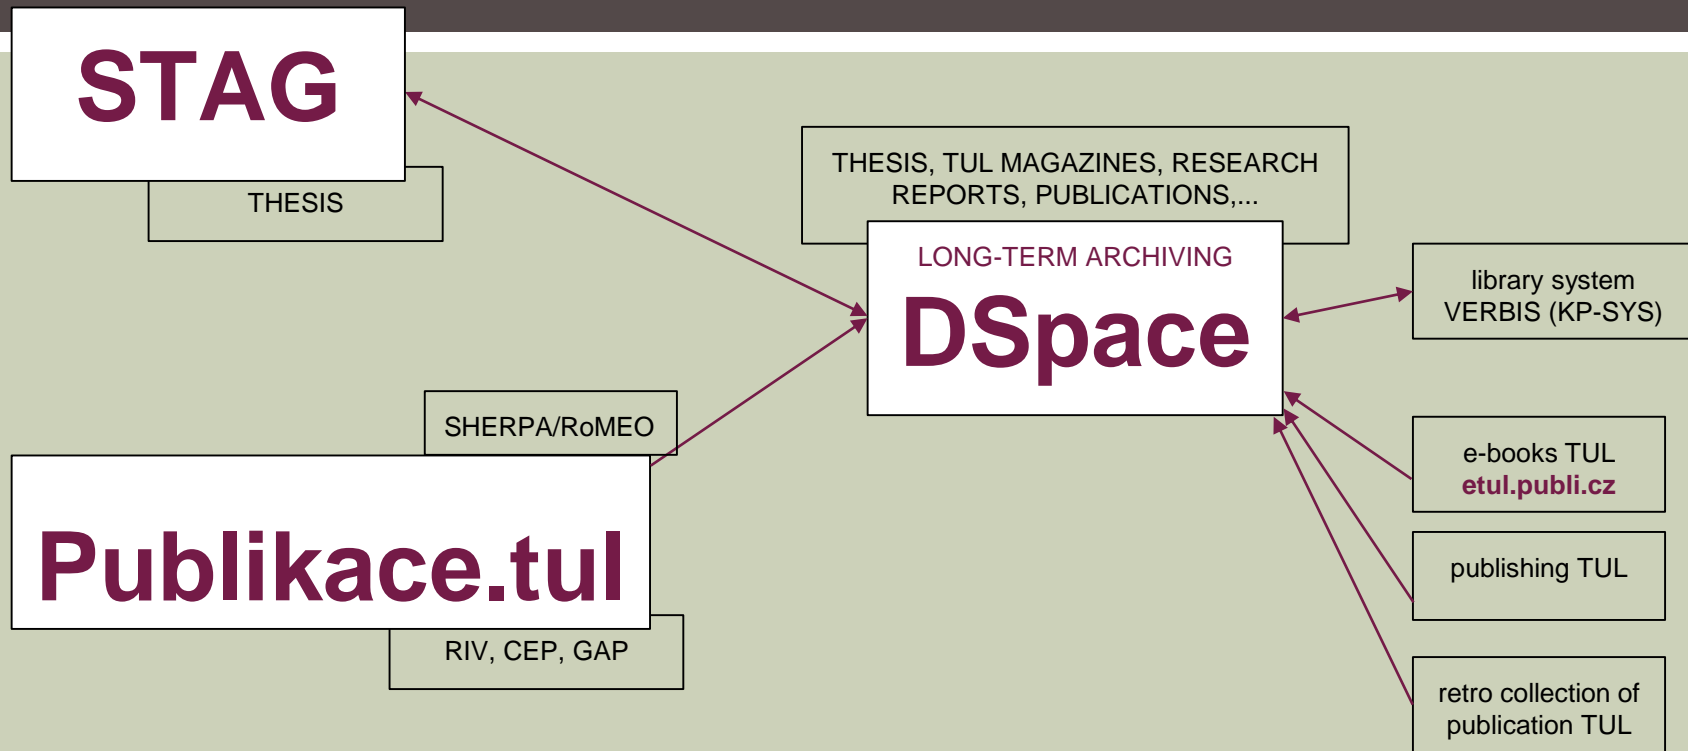 STAG
THESIS
THESIS, TUL MAGAZINES, RESEARCH
REPORTS, PUBLICATIONS,...
LONG-TERM ARCHIVING
DSpace
library system
VERBIS (KP-SYS)
SHERPA/RoMEO
Publikace.tul
RIV, CEP, GAP
e-books TUL
etul.publi.cz
publishing TUL
retro collection of
publication TUL